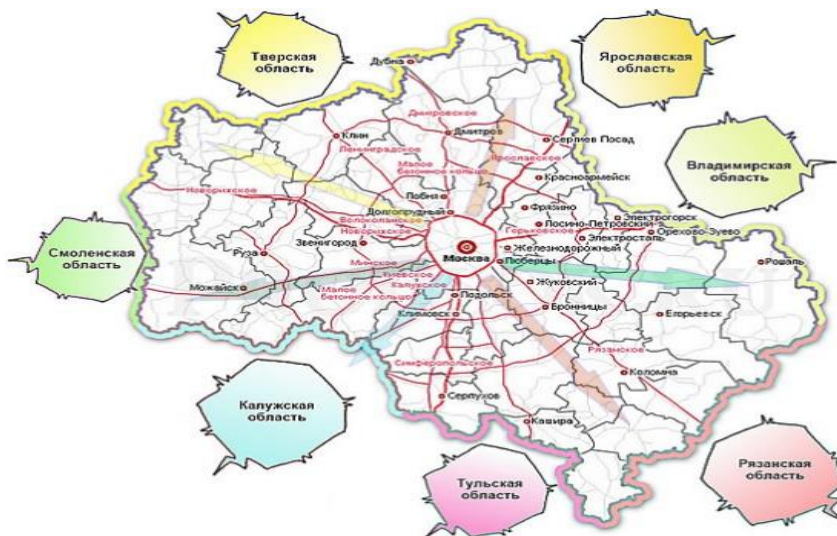 Тверская
область
Ярославская
область
Дубна
Дмитровское
Клин
Дмитров
Сергиев Посад
Ленинградское
Ярославское
Владимирская
область
Малое
бетонное кольцо
Красноармейск
Новорижское
Лобня
Фрязино
Долгопрудный
Лосино-Петровский
Электрогорск
Волоколамское
Горьковское
Орехово-Зуево
Новорижское
Электросталь
Смоленская
область
Звенигород
Железнодорожный
Руза
Минское
Москва
Люберцы
Рошаль
Киевское
Калужское
Можайск
Малое
бетонное кольцо
Подольск
Жуковский
Климовск
Бронницы
Егорьевск
Рязанское
Симферопольское
Коломна
Калужская
область
Серпухов
Кашира
Тульская
область
Рязанская
область